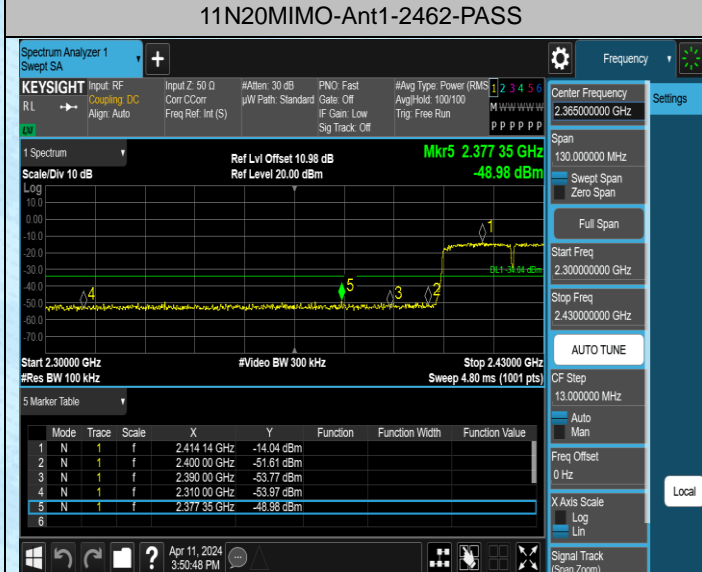 11N20MIMO-Ant1-2462-PASS
Spectrum Analyzer 1
Swept SA
+
Frequency
KEYSIGHT
RL
LXI
Input: RF
Coupling: DC
Align: Auto
Input Z: 50 Ω
Corr CCorr
Freq Ref: Int (S)
#Atten: 30 dB
µW Path: Standard
PNO: Fast
Gate: Off
IF Gain: Low
Sig Track: Off
#Avg Type: Power (RMS
Avg|Hold: 100/100
Trig: Free Run
1 2 3 4 5 6
M W W W W W
P P P P P P
1 Spectrum
Scale/Div 10 dB
Ref Lvl Offset 10.98 dB
Ref Level 20.00 dBm
Mkr5 2.377 35 GHz
-48.98 dBm
Log
10.0
0.00
-10.0
-20.0
-30.0
-40.0
-50.0
-60.0
-70.0
1
DL1 -34.04 dBm
4
5
3
2
Start 2.30000 GHz
#Res BW 100 kHz
#Video BW 300 kHz
Stop 2.43000 GHz
Sweep 4.80 ms (1001 pts)
5 Marker Table
Mode Trace Scale X Y Function Function Width Function Value
1 N 1 f 2.414 14 GHz -14.04 dBm
2 N 1 f 2.400 00 GHz -51.61 dBm
3 N 1 f 2.390 00 GHz -53.77 dBm
4 N 1 f 2.310 00 GHz -53.97 dBm
5 N 1 f 2.377 35 GHz -48.98 dBm
6
?
Apr 11, 2024
3:50:48 PM
Center Frequency
2.365000000 GHz
Span
130.000000 MHz
Swept Span
Zero Span
Full Span
Start Freq
2.300000000 GHz
Stop Freq
2.430000000 GHz
AUTO TUNE
CF Step
13.000000 MHz
Auto
Man
Freq Offset
0 Hz
X Axis Scale
Log
Lin
Signal Track
(Span Zoom)
Settings
Local